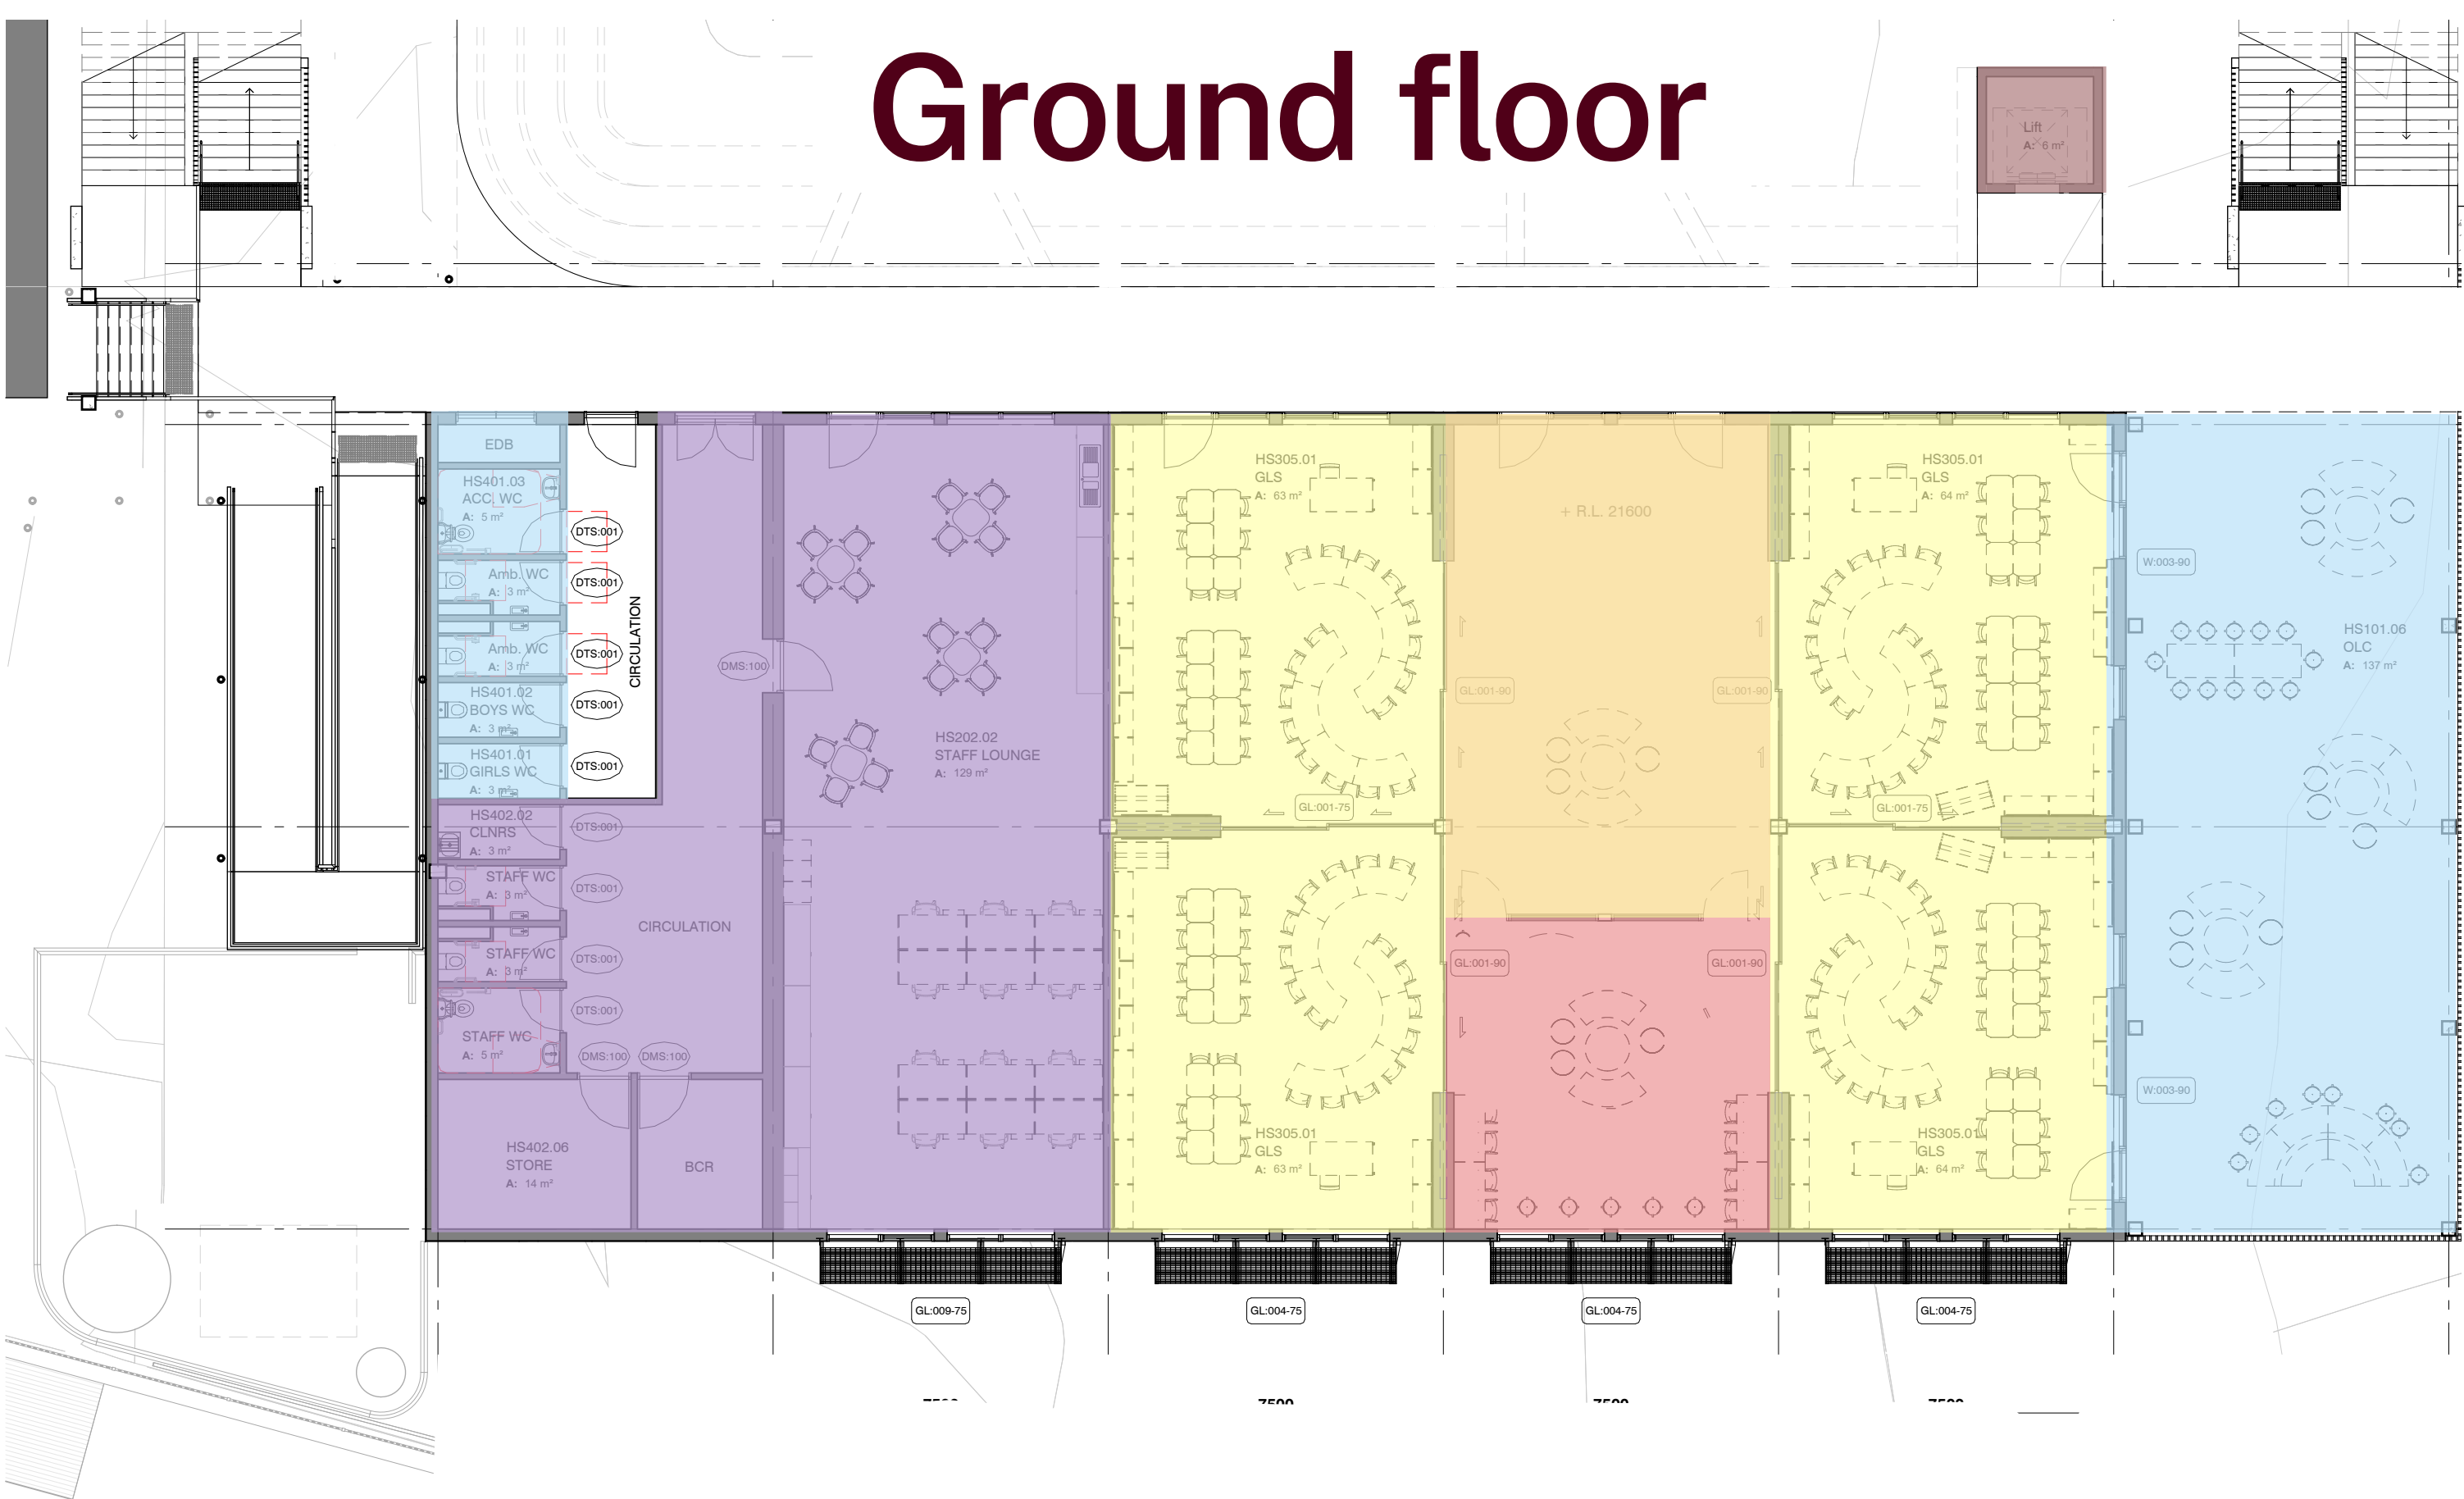 Ground floor
Lift
A: 6 m²
EDB
HS401.03
ACC. WC
A: 5 m²
DTS:001
Amb. WC
A: 3 m²
DTS:001
Amb. WC
A: 3 m²
DTS:001
CIRCULATION
HS401.02
BOYS WC
A: 3 m²
DTS:001
HS401.01
GIRLS WC
A: 3 m²
DTS:001
HS402.02
CLNRS
A: 3 m²
DTS:001
STAFF WC
A: 3 m²
DTS:001
STAFF WC
A: 3 m²
DTS:001
STAFF WC
A: 5 m²
DTS:001
CIRCULATION
DMS:100
DMS:100
DMS:100
HS402.06
STORE
A: 14 m²
BCR
HS202.02
STAFF LOUNGE
A: 129 m²
HS305.01
GLS
A: 63 m²
GL:001-75
HS305.01
GLS
A: 63 m²
+ R.L. 21600
GL:001-90
GL:001-90
GL:001-90
GL:001-90
HS305.01
GLS
A: 64 m²
GL:001-75
HS305.01
GLS
A: 64 m²
W:003-90
HS101.06
OLC
A: 137 m²
W:003-90
GL:009-75
GL:004-75
GL:004-75
GL:004-75